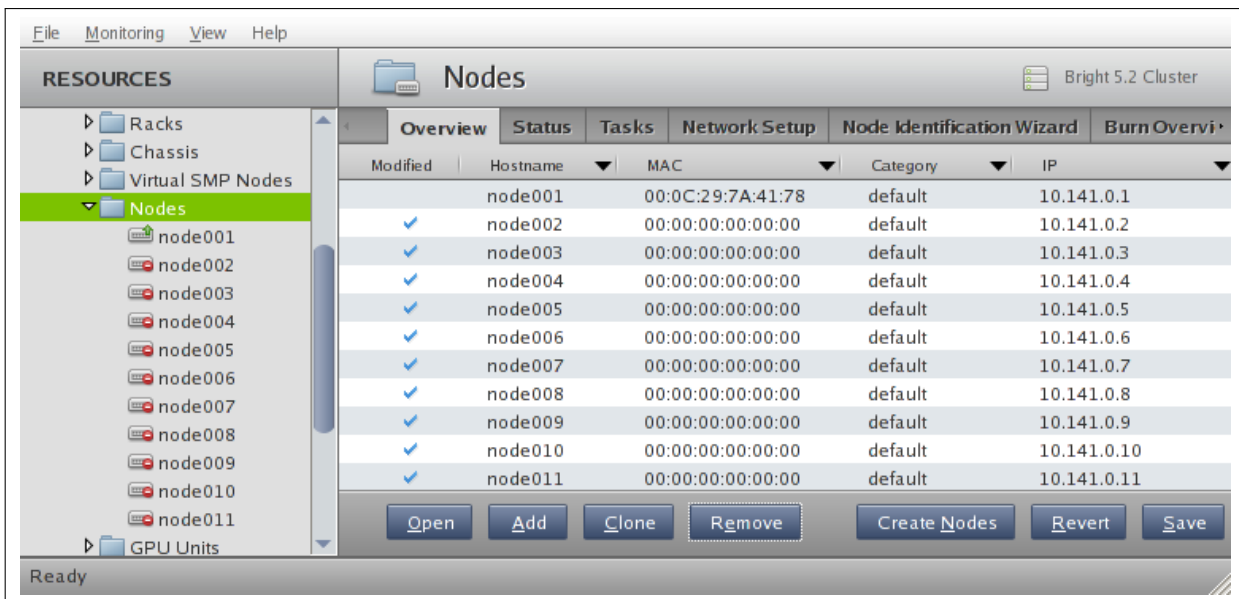 File Monitoring View Help
RESOURCES
Nodes
Bright 5.2 Cluster
Racks
Chassis
Virtual SMP Nodes
Nodes
node001
node002
node003
node004
node005
node006
node007
node008
node009
node010
node011
GPU Units
Overview Status Tasks Network Setup Node Identification Wizard Burn Overvi
Modified Hostname MAC Category IP
node001 00:0C:29:7A:41:78 default 10.141.0.1
node002 00:00:00:00:00:00 default 10.141.0.2
node003 00:00:00:00:00:00 default 10.141.0.3
node004 00:00:00:00:00:00 default 10.141.0.4
node005 00:00:00:00:00:00 default 10.141.0.5
node006 00:00:00:00:00:00 default 10.141.0.6
node007 00:00:00:00:00:00 default 10.141.0.7
node008 00:00:00:00:00:00 default 10.141.0.8
node009 00:00:00:00:00:00 default 10.141.0.9
node010 00:00:00:00:00:00 default 10.141.0.10
node011 00:00:00:00:00:00 default 10.141.0.11
Open Add Clone Remove Create Nodes Revert Save
Ready